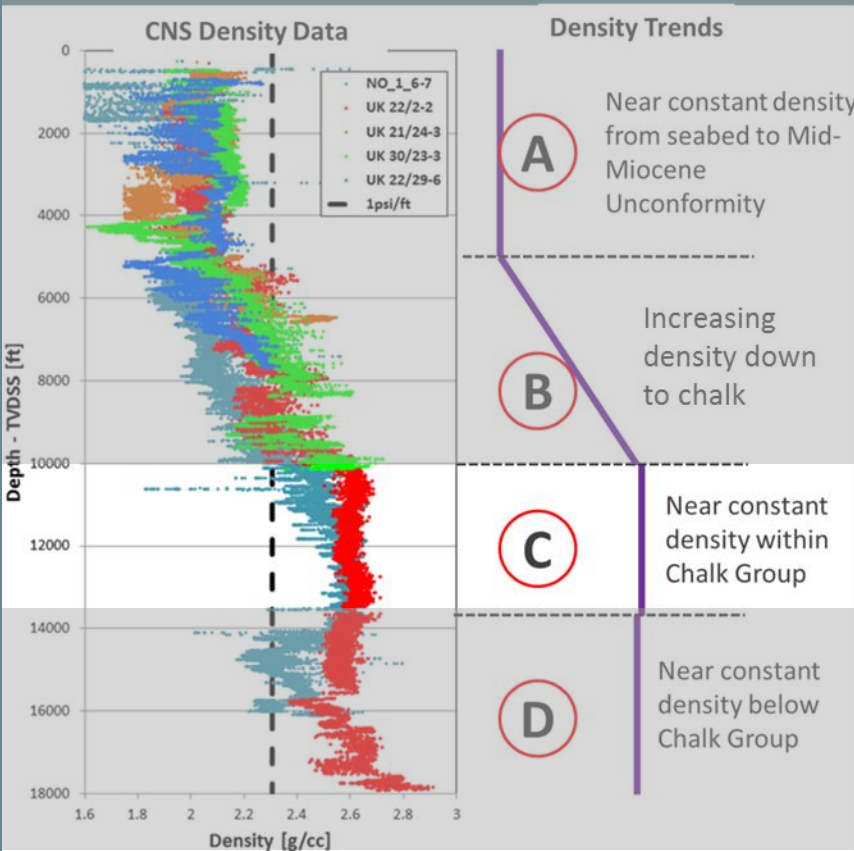 CNS Density Data
Density Trends
0
2000
4000
6000
8000
10000
12000
14000
16000
18000
Depth - TVDSS [ft]
1.6
1.8
2
2.2
2.4
2.6
2.8
3
Density [g/cc]
NO_1_6-7
UK 22/2-2
UK 21/24-3
UK 30/23-3
UK 22/29-6
1psi/ft
A
Near constant density
from seabed to Mid-
Miocene
Unconformity
B
Increasing
density down
to chalk
C
Near constant
density within
Chalk Group
D
Near constant
density below
Chalk Group